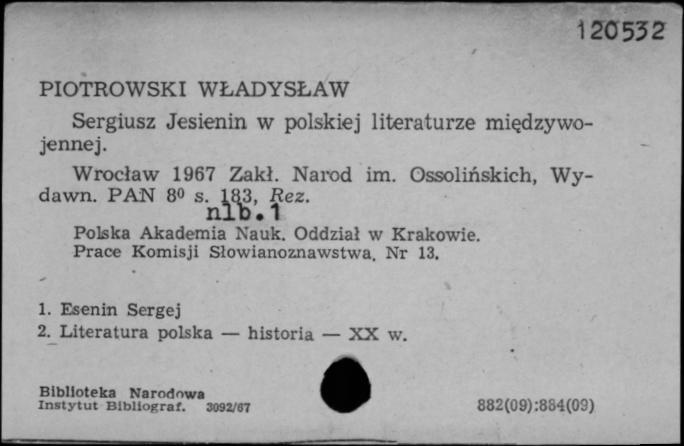 120532
PIOTROWSKI WŁADYSŁAW
Sergiusz Jesienin w polskiej literaturze międzywo-
jennej.
Wrocław 1967 Zakł. Narod im. Ossolińskich, Wy-
dawn. PAN 8⁰ s. 183, Rez.
nlb.1
Polska Akademia Nauk. Oddział w Krakowie.
Prace Komisji Słowianoznawstwa, Nr 13.
1. Esenin Sergej
2. Literatura polska — historia — XX w.
Biblioteka Narodowa
Instytut Bibliograf. 3092/67
882(09):884(09)